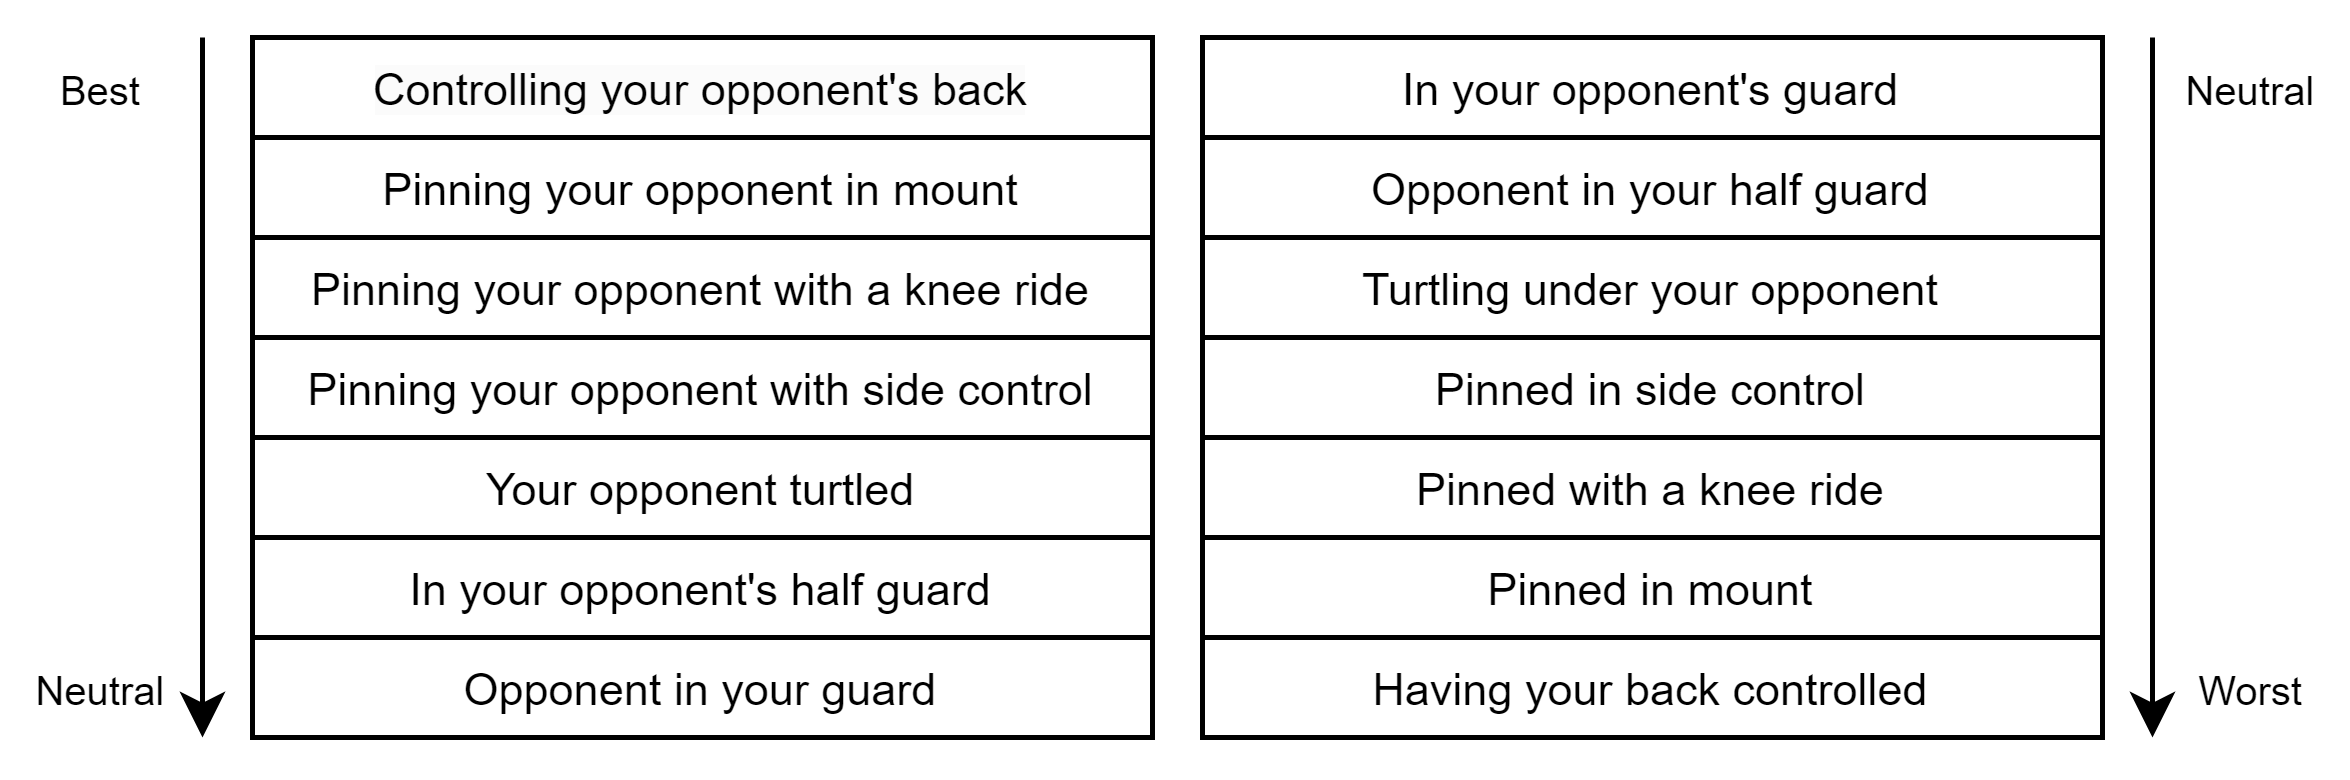 Best
Controlling your opponent's back
Pinning your opponent in mount
Pinning your opponent with a knee ride
Pinning your opponent with side control
Your opponent turtled
In your opponent's half guard
Neutral
Opponent in your guard
In your opponent's guard
Neutral
Opponent in your half guard
Turtling under your opponent
Pinned in side control
Pinned with a knee ride
Pinned in mount
Having your back controlled
Worst